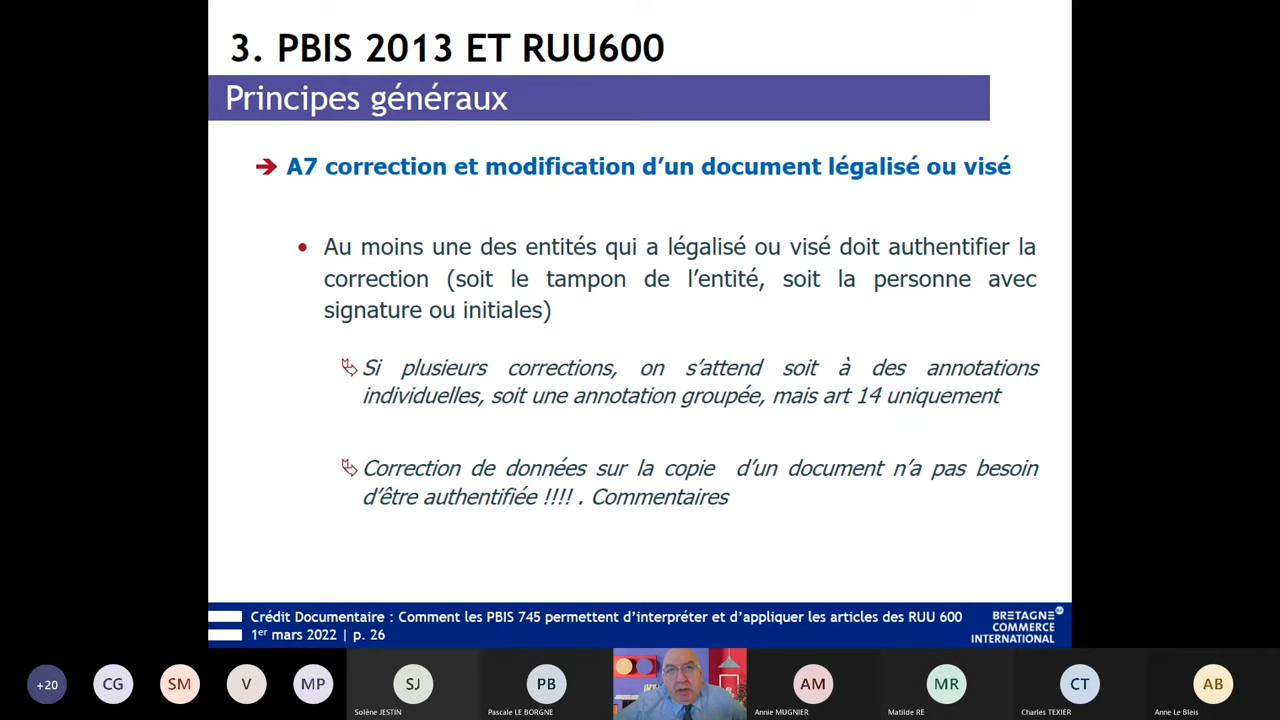 3. PBIS 2013 ET RUU600
Principes généraux
A7 correction et modification d’un document légalisé ou visé
Au moins une des entités qui a légalisé ou visé doit authentifier la
correction (soit le tampon de l’entité, soit la personne avec
signature ou initiales)
Si plusieurs corrections, on s’attend soit à des annotations
individuelles, soit une annotation groupée, mais art 14 uniquement
Correction de données sur la copie d’un document n’a pas besoin
d’être authentifiée !!!! . Commentaires
Crédit Documentaire : Comment les PBIS 745 permettent d’interpréter et d’appliquer les articles des RUU 600
1er mars 2022 | p. 26
BRETAGNE
COMMERCE
INTERNATIONAL
+20
CG
SM
V
MP
SJ
Solène JESTIN
PB
Pascale LE BORGNE
AM
Annie MUGNIER
MR
Matilde RE
CT
Charles TEXIER
AB
Anne Le Bleis